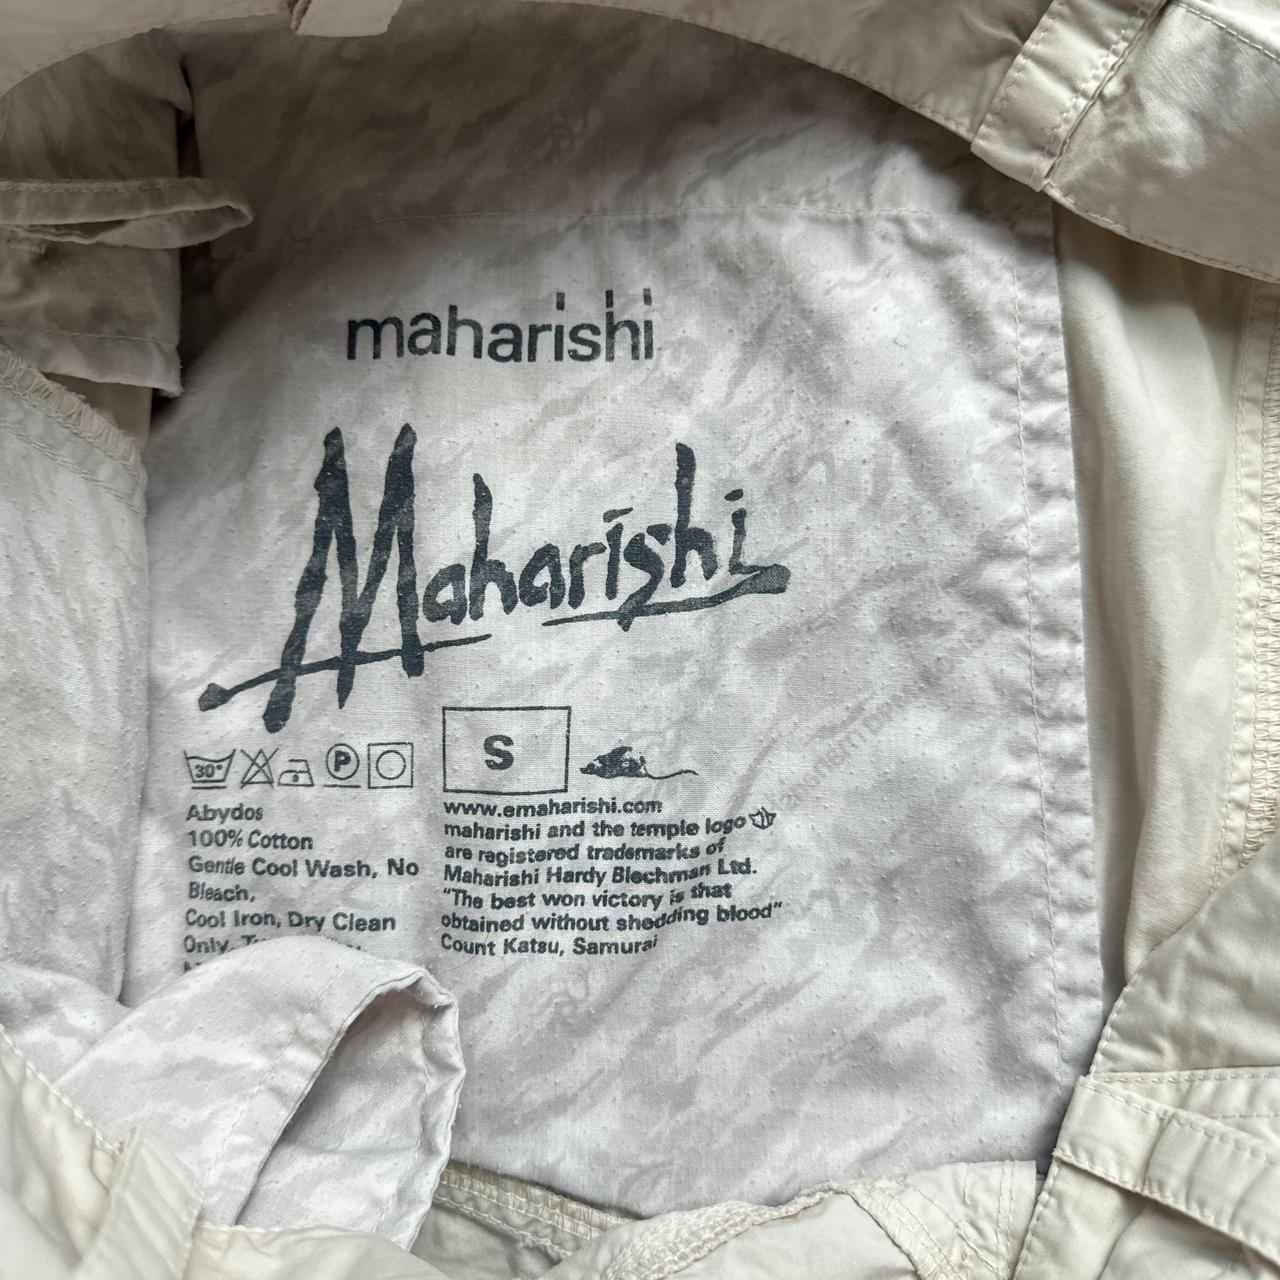 maharishi
Maharishi
30°
P
S
Abydos
100% Cotton
Gentle Cool Wash, No
Bleach,
Cool Iron, Dry Clean
Only,
www.emaharishi.com
maharishi and the temple logo
are registered trademarks of
Maharishi Hardy Blechman Ltd.
"The best won victory is that
obtained without shedding blood"
Count Katsu, Samurai